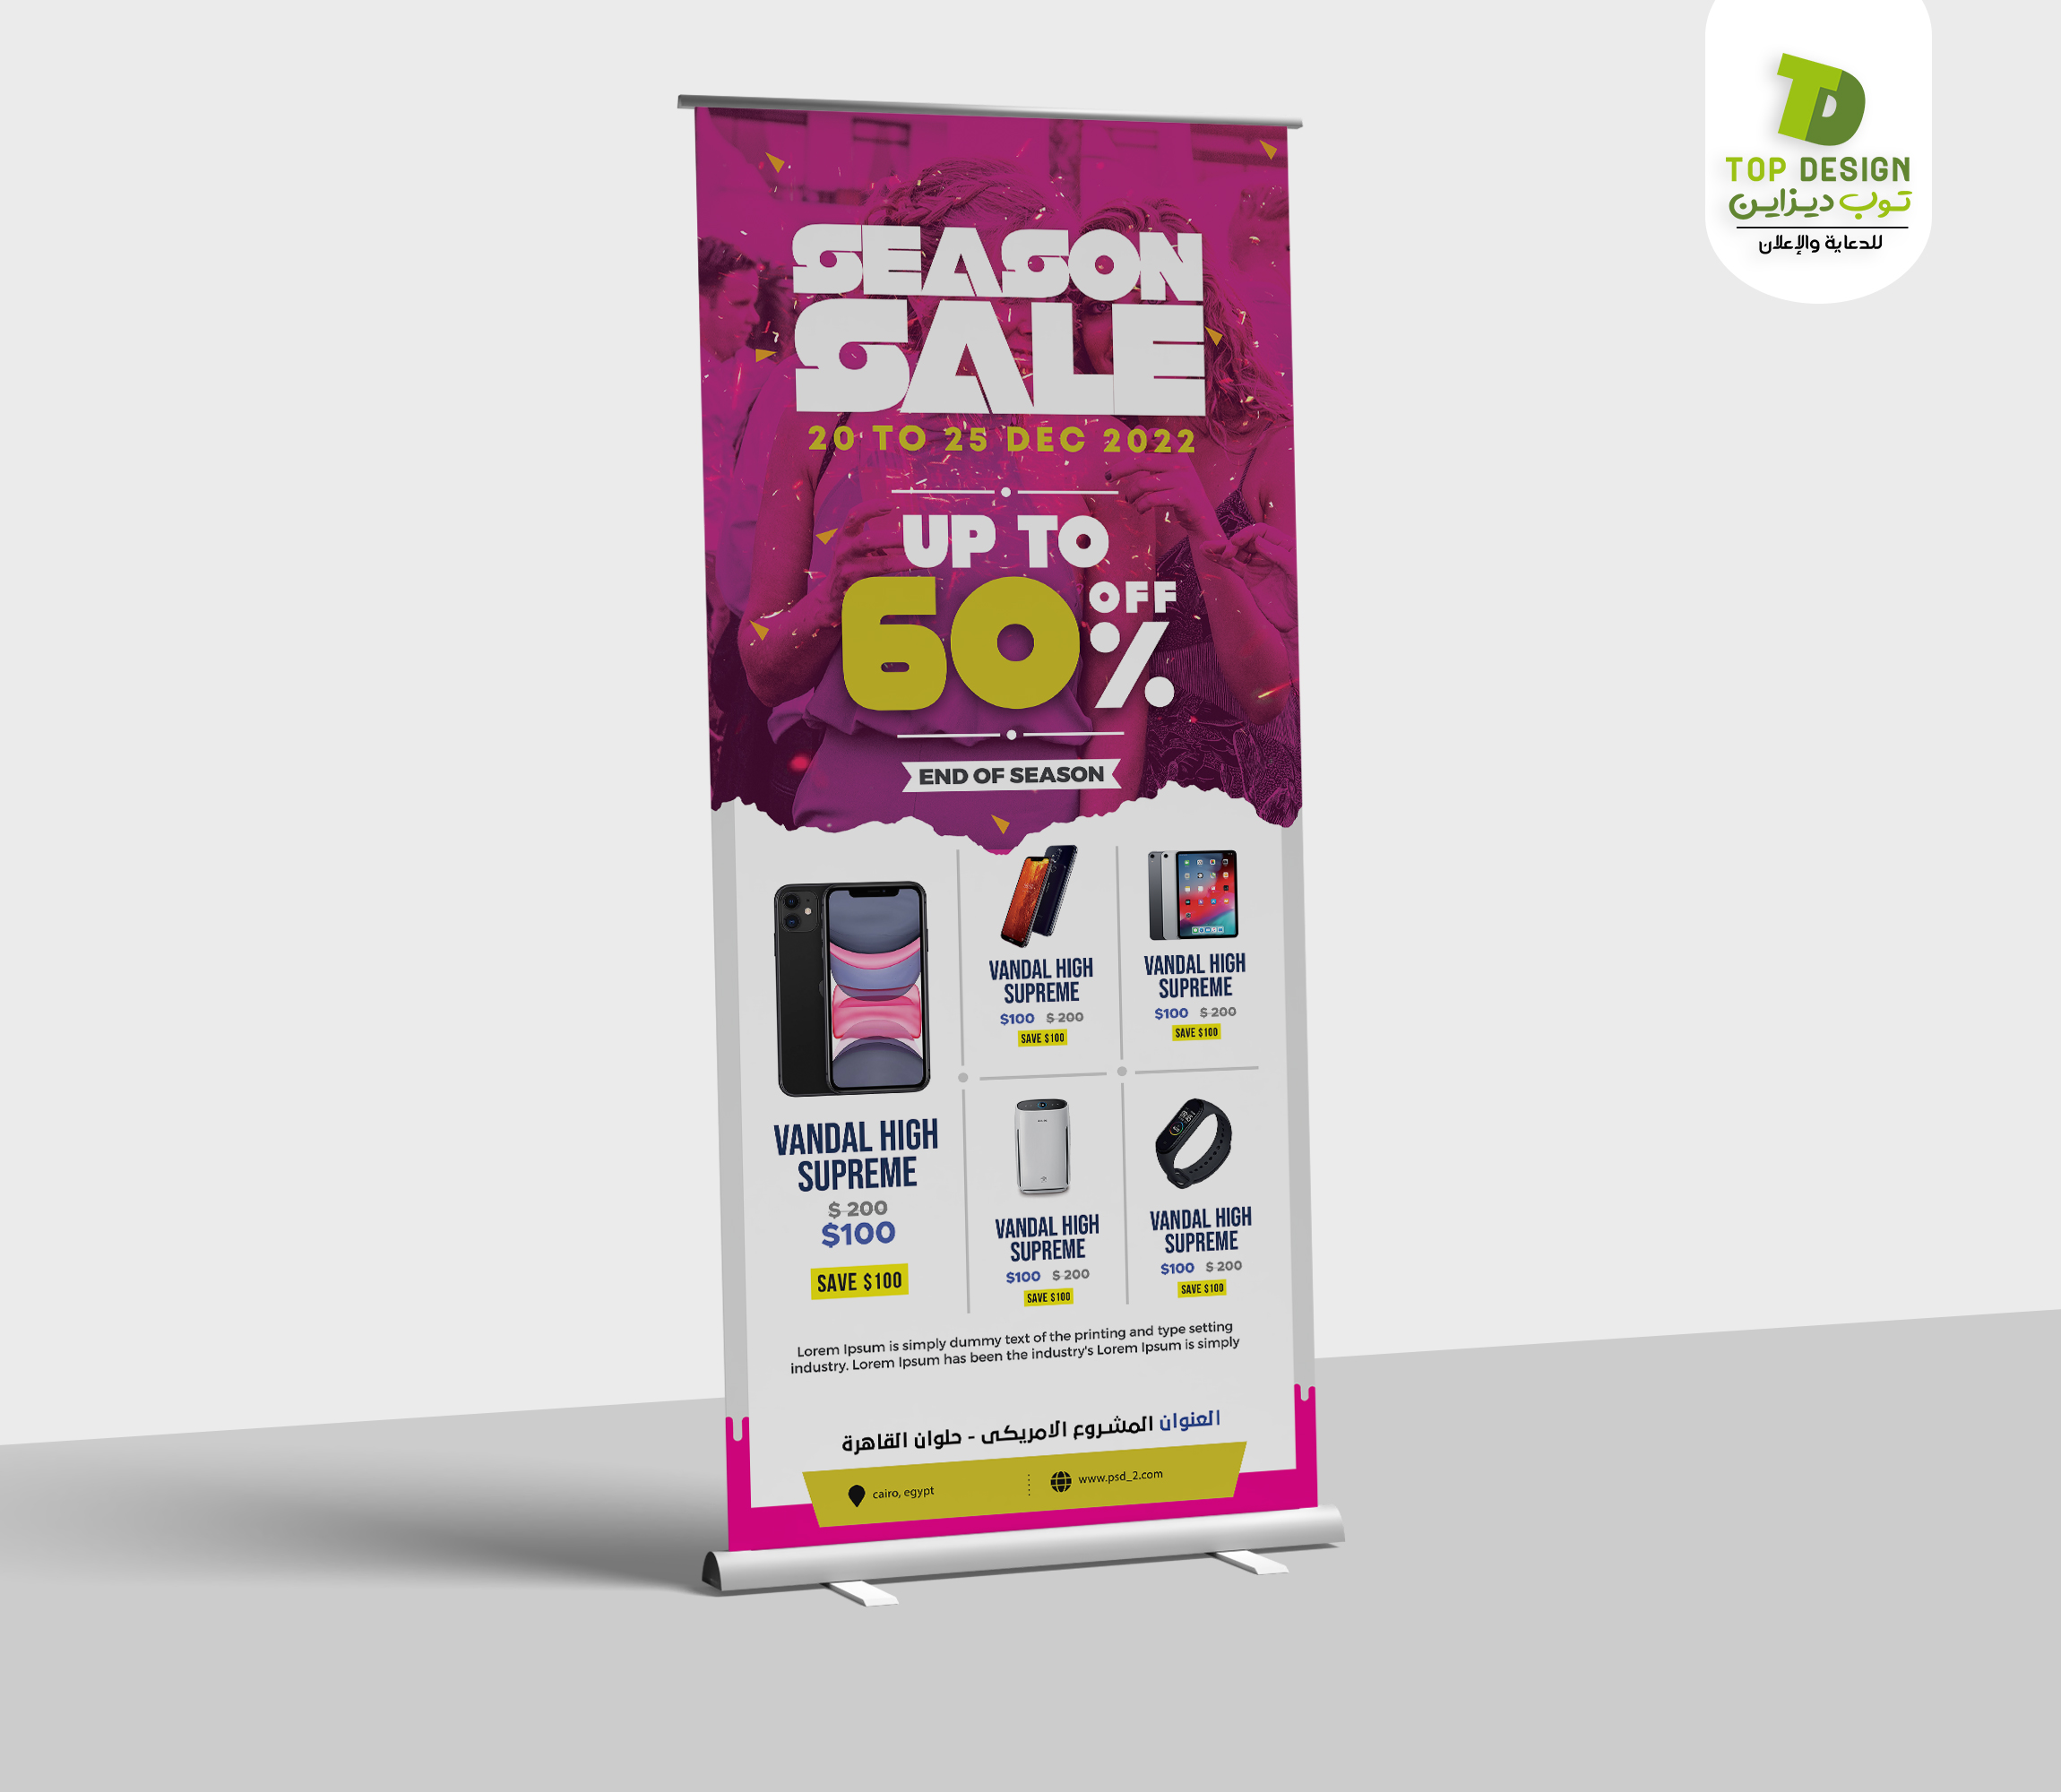 TD
TOP DESIGN
توب ديزاين
للدعاية والإعلان
SEASON
SALE
20 TO 25 DEC 2022
UP TO
60% OFF
END OF SEASON
VANDAL HIGH
SUPREME
$ 200
$100
SAVE $100
VANDAL HIGH
SUPREME
$100 $ 200
SAVE $100
VANDAL HIGH
SUPREME
$100 $ 200
SAVE $100
VANDAL HIGH
SUPREME
$100 $ 200
SAVE $100
VANDAL HIGH
SUPREME
$100 $ 200
SAVE $100
Lorem Ipsum is simply dummy text of the printing and type setting
industry. Lorem Ipsum has been the industry's Lorem Ipsum is simply
العنوان المشروع الامريكى - حلوان القاهرة
cairo, egypt
www.psd_2.com